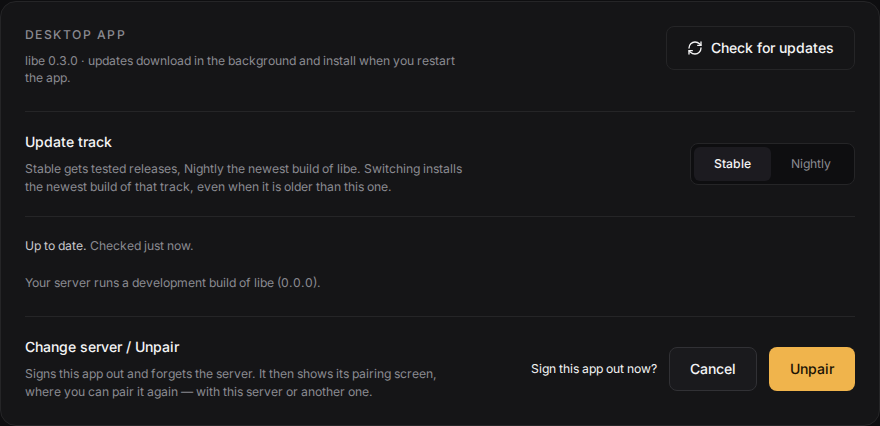 DESKTOP APP
libe 0.3.0 · updates download in the background and install when you restart
the app.
Check for updates
Update track
Stable gets tested releases, Nightly the newest build of libe. Switching installs
the newest build of that track, even when it is older than this one.
Stable
Nightly
Up to date. Checked just now.
Your server runs a development build of libe (0.0.0).
Change server / Unpair
Signs this app out and forgets the server. It then shows its pairing screen,
where you can pair it again — with this server or another one.
Sign this app out now?
Cancel
Unpair